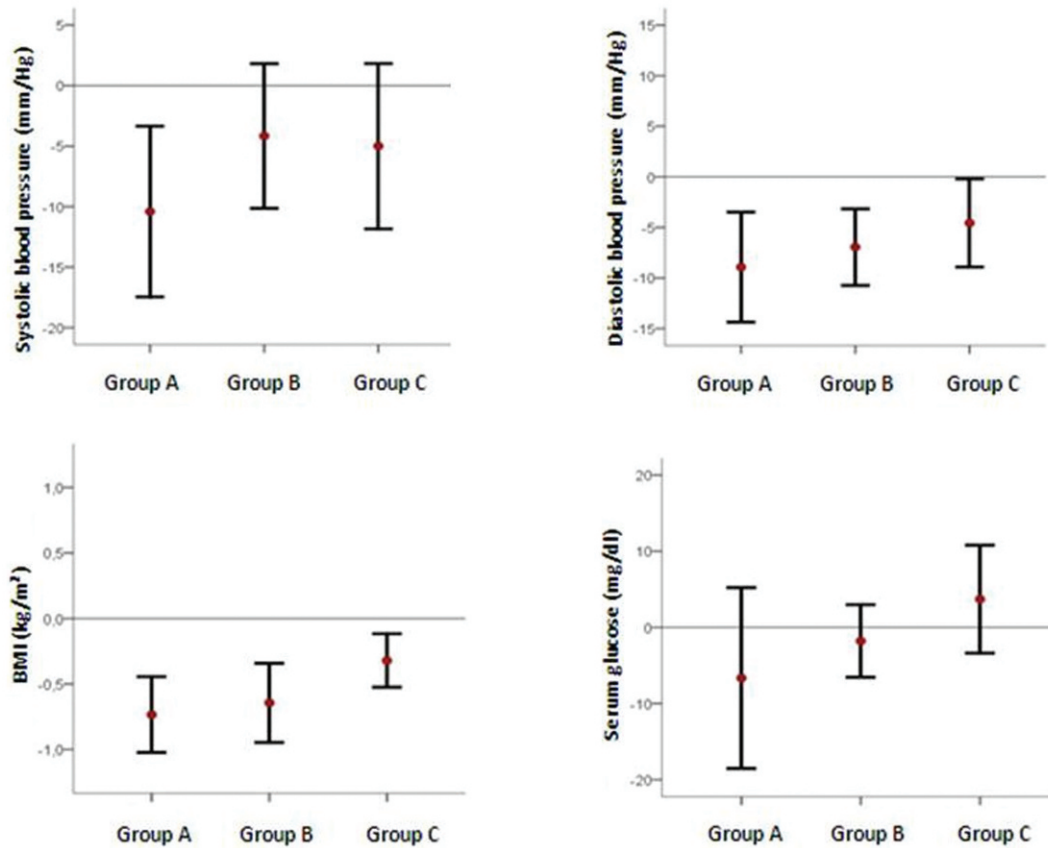 Systolic blood pressure (mm/Hg)
5
0
-5
-10
-15
-20
Group A Group B Group C
Diastolic blood pressure (mm/Hg)
15
10
5
0
-5
-10
-15
Group A Group B Group C
BMI (kg/m²)
1,0
0,5
0,0
-0,5
-1,0
Group A Group B Group C
Serum glucose (mg/dl)
20
10
0
-10
-20
Group A Group B Group C